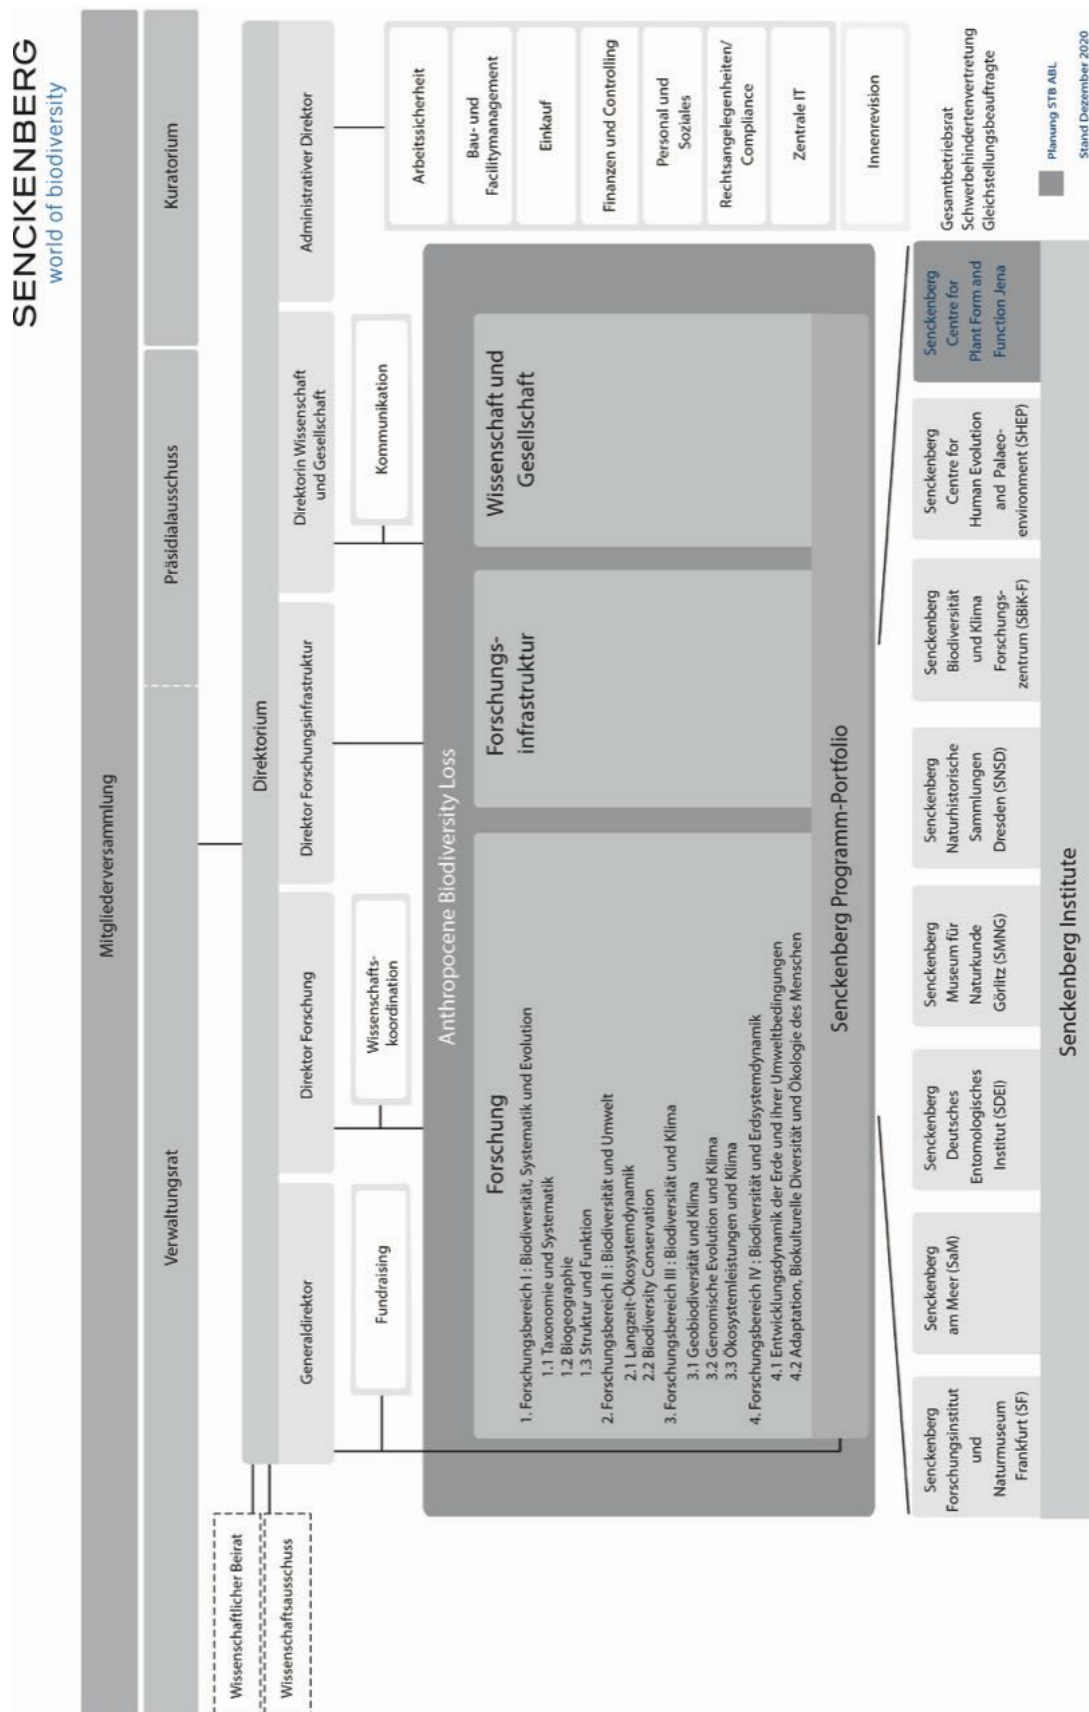 SENCKENBERG
world of biodiversity
Mitgliederversammlung
Verwaltungsrat
Präsidialausschuss
Kuratorium
Wissenschaftlicher Beirat
Wissenschaftsausschuss
Direktorium
Generaldirektor
Direktor Forschung
Direktor Forschungsinfrastruktur
Direktorin Wissenschaft
und Gesellschaft
Administrativer Direktor
Fundraising
Wissenschafts-
koordination
Kommunikation
Arbeitssicherheit
Bau- und
Facilitymanagement
Einkauf
Finanzen und Controlling
Personal und
Soziales
Rechtsangelegenheiten/
Compliance
Zentrale IT
Innenrevision
Anthropocene Biodiversity Loss
Forschung
1. Forschungsbereich I : Biodiversität, Systematik und Evolution
1.1 Taxonomie und Systematik
1.2 Biogeographie
1.3 Struktur und Funktion
2. Forschungsbereich II : Biodiversität und Umwelt
2.1 Langzeit-Ökosystemdynamik
2.2 Biodiversity Conservation
3. Forschungsbereich III : Biodiversität und Klima
3.1 Geobiodiversität und Klima
3.2 Genomische Evolution und Klima
3.3 Ökosystemleistungen und Klima
4. Forschungsbereich IV : Biodiversität und Erdsystemdynamik
4.1 Entwicklungsdynamik der Erde und ihrer Umweltbedingungen
4.2 Adaptation, Biokulturelle Diversität und Ökologie des Menschen
Forschungs-
infrastruktur
Wissenschaft und
Gesellschaft
Senckenberg Programm-Portfolio
Senckenberg
Forschungsinstitut
und
Naturmuseum
Frankfurt (SF)
Senckenberg
am Meer (SaM)
Senckenberg
Deutsches
Entomologisches
Institut (SDEI)
Senckenberg
Museum für
Naturkunde
Görlitz (SMNG)
Senckenberg
Naturhistorische
Sammlungen
Dresden (SNSD)
Senckenberg
Biodiversität
und Klima
Forschungs-
zentrum (SBiK-F)
Senckenberg
Centre for
Human Evolution
and Palaeo-
environment (SHEP)
Senckenberg
Centre for
Plant Form and
Function Jena
Senckenberg Institute
Gesamtbetriebsrat
Schwerbehindertenvertretung
Gleichstellungsbeauftragte
Planung STB ABL
Stand Dezember 2020